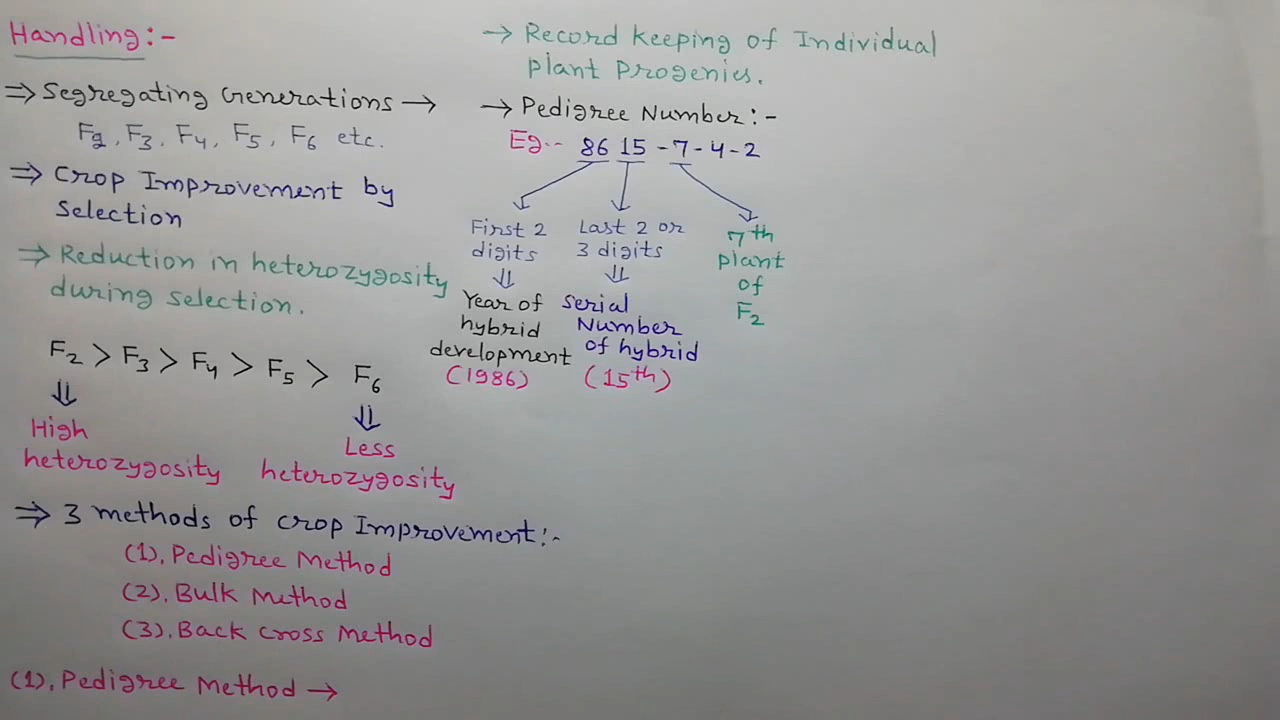 Handling:-
⇒ Segregating Generations →
F2, F3, F4, F5, F6 etc.
⇒ Crop Improvement by
Selection
⇒ Reduction in heterozygosity
during selection.
F2 > F3 > F4 > F5 > F6
⇓ ⇓
High
heterozygosity
Less
heterozygosity
⇒ 3 methods of crop Improvement:-
(1). Pedigree Method
(2). Bulk Method
(3). Back cross Method
(1). Pedigree Method →
→ Record keeping of Individual
plant progenies.
→ Pedigree Number:-
Eg.. 86 15 - 7 - 4 - 2
First 2
digits
⇓
Year of
hybrid
development
(1986)
Last 2 or
3 digits
⇓
Serial
Number
of hybrid
(15th)
7th
plant
of
F2